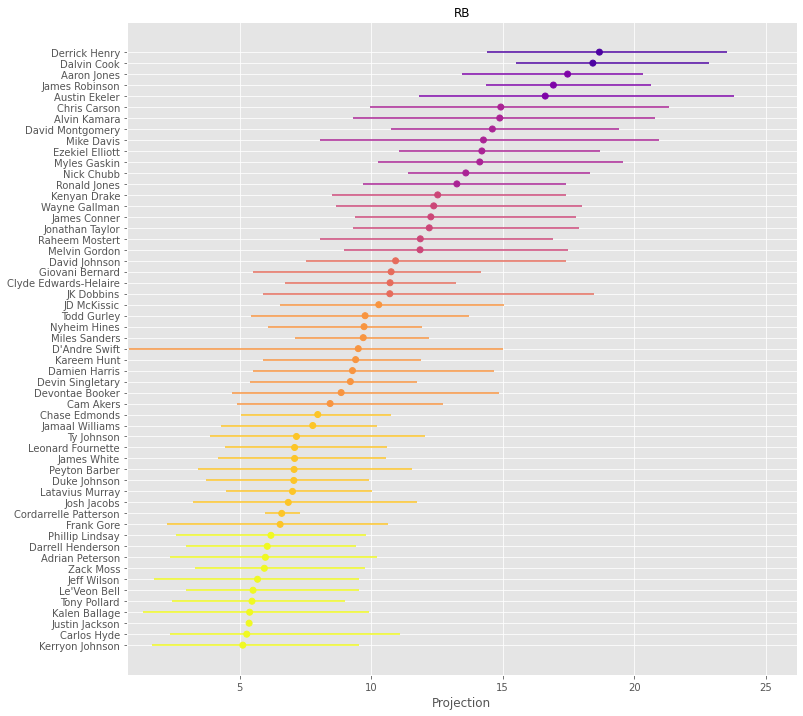 RB
Derrick Henry
Dalvin Cook
Aaron Jones
James Robinson
Austin Ekeler
Chris Carson
Alvin Kamara
David Montgomery
Mike Davis
Ezekiel Elliott
Myles Gaskin
Nick Chubb
Ronald Jones
Kenyan Drake
Wayne Gallman
James Conner
Jonathan Taylor
Raheem Mostert
Melvin Gordon
David Johnson
Giovani Bernard
Clyde Edwards-Helaire
JK Dobbins
JD McKissic
Todd Gurley
Nyheim Hines
Miles Sanders
D'Andre Swift
Kareem Hunt
Damien Harris
Devin Singletary
Devontae Booker
Cam Akers
Chase Edmonds
Jamaal Williams
Ty Johnson
Leonard Fournette
James White
Peyton Barber
Duke Johnson
Latavius Murray
Josh Jacobs
Cordarrelle Patterson
Frank Gore
Phillip Lindsay
Darrell Henderson
Adrian Peterson
Zack Moss
Jeff Wilson
Le'Veon Bell
Tony Pollard
Kalen Ballage
Justin Jackson
Carlos Hyde
Kerryon Johnson
5 10 15 20 25
Projection